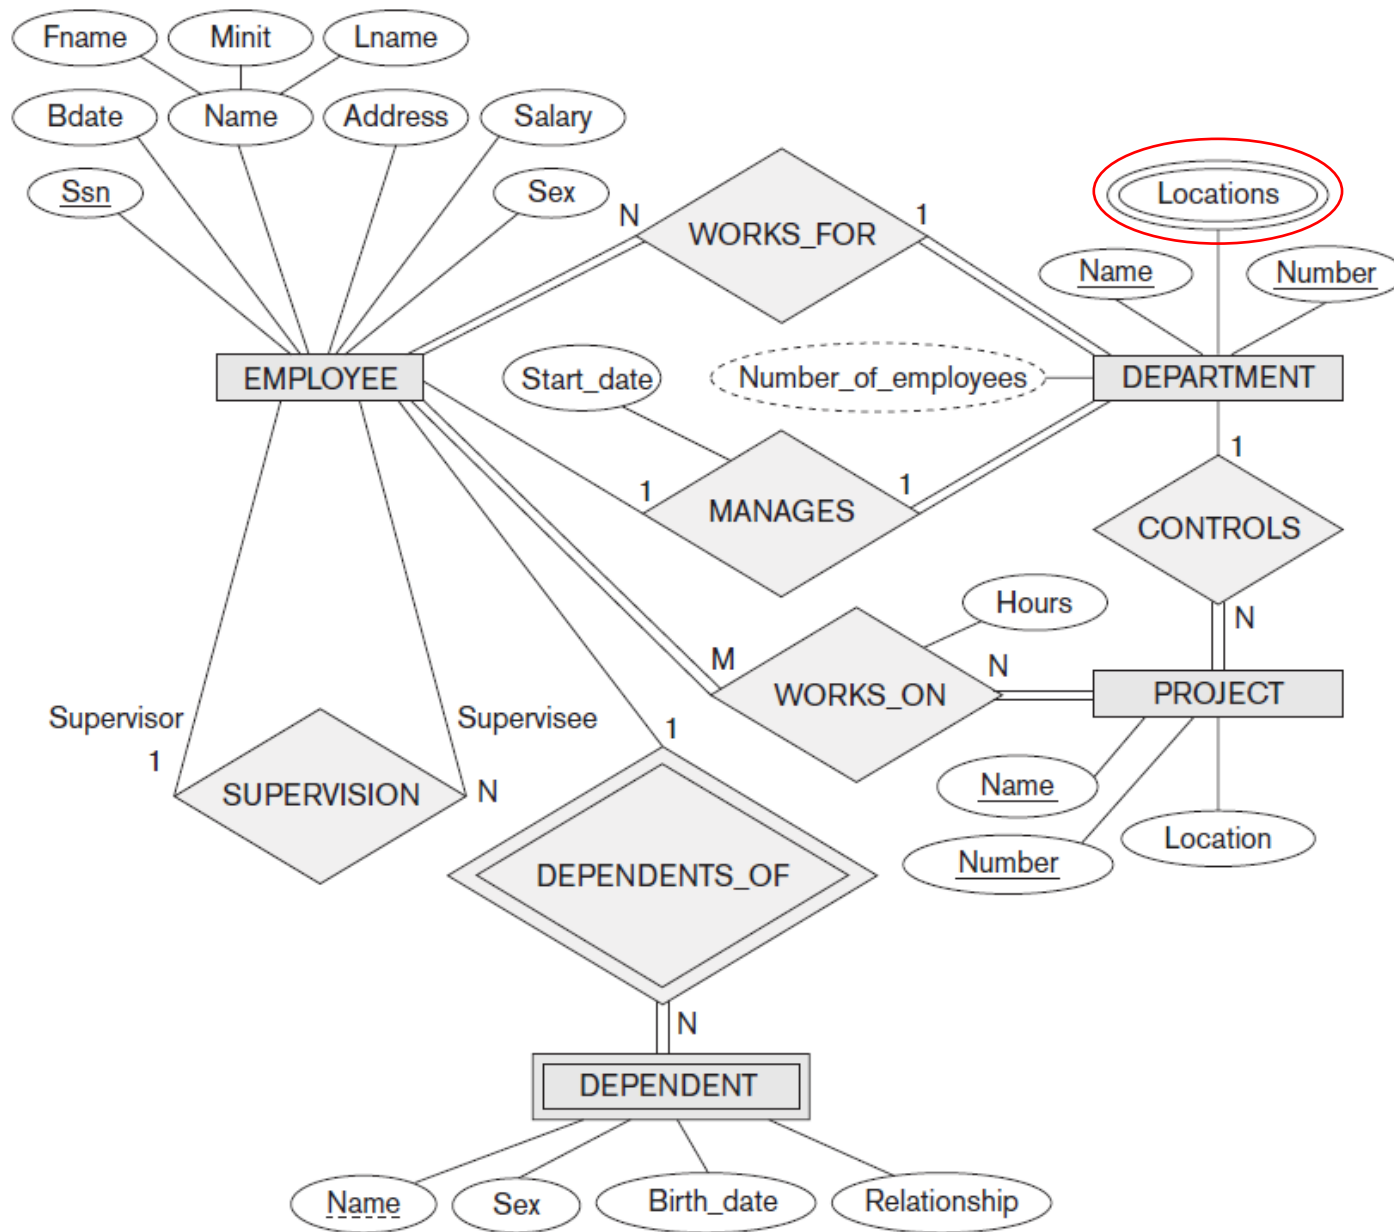 Fname
Minit
Lname
Bdate
Name
Address
Salary
Ssn
Sex
N
WORKS_FOR
1
Locations
Name
Number
EMPLOYEE
Start_date
Number_of_employees
DEPARTMENT
1
MANAGES
1
1
CONTROLS
N
Hours
M
WORKS_ON
N
PROJECT
Name
Number
Location
Supervisor
1
SUPERVISION
Supervisee
N
1
DEPENDENTS_OF
N
DEPENDENT
Name
Sex
Birth_date
Relationship